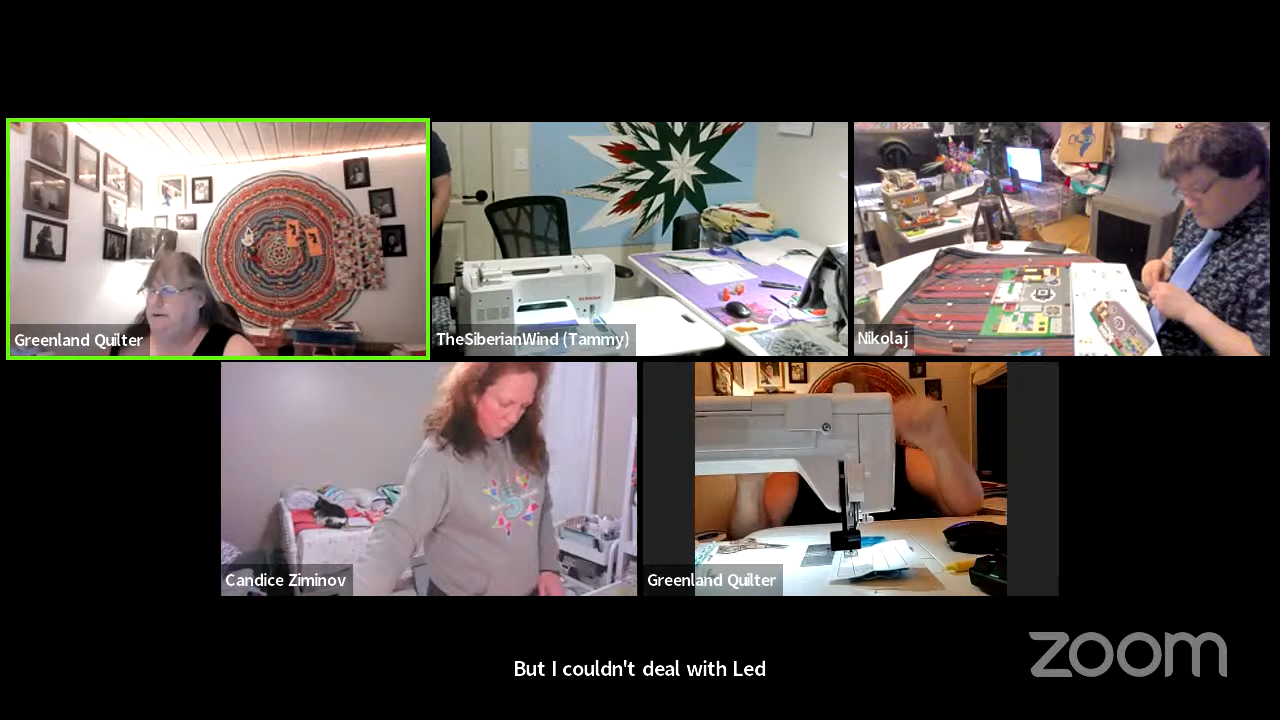 Greenland Quilter
TheSiberianWind (Tammy)
Nikolaj
Candice Ziminov
Greenland Quilter
But I couldn't deal with Led
zoom